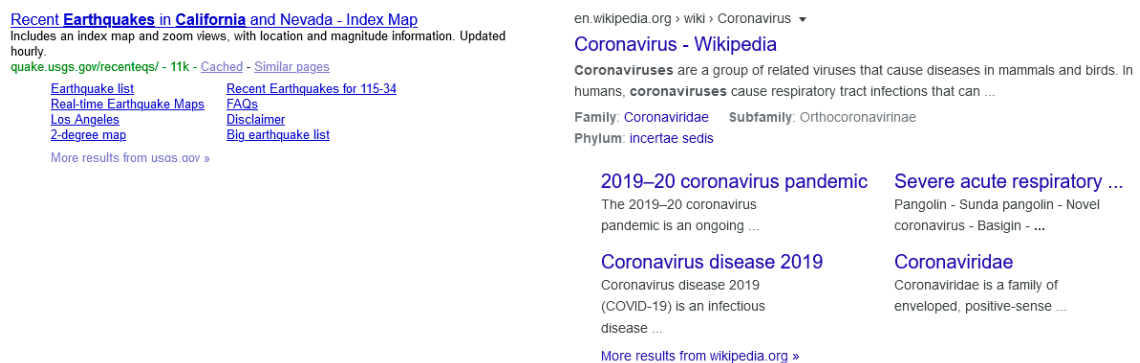 Recent Earthquakes in California and Nevada - Index Map
Includes an index map and zoom views, with location and magnitude information. Updated
hourly.
quake.usgs.gov/recenteqs/ - 11k - Cached - Similar pages
Earthquake list Recent Earthquakes for 115-34
Real-time Earthquake Maps FAQs
Los Angeles Disclaimer
2-degree map Big earthquake list
More results from usgs.gov »
en.wikipedia.org › wiki › Coronavirus
Coronavirus - Wikipedia
Coronaviruses are a group of related viruses that cause diseases in mammals and birds. In
humans, coronaviruses cause respiratory tract infections that can ...
Family: Coronaviridae Subfamily: Orthocoronavirinae
Phylum: incertae sedis
2019–20 coronavirus pandemic
The 2019–20 coronavirus
pandemic is an ongoing ...
Severe acute respiratory ...
Pangolin - Sunda pangolin - Novel
coronavirus - Basigin - ...
Coronavirus disease 2019
Coronavirus disease 2019
(COVID-19) is an infectious
disease ...
Coronaviridae
Coronaviridae is a family of
enveloped, positive-sense ...
More results from wikipedia.org »